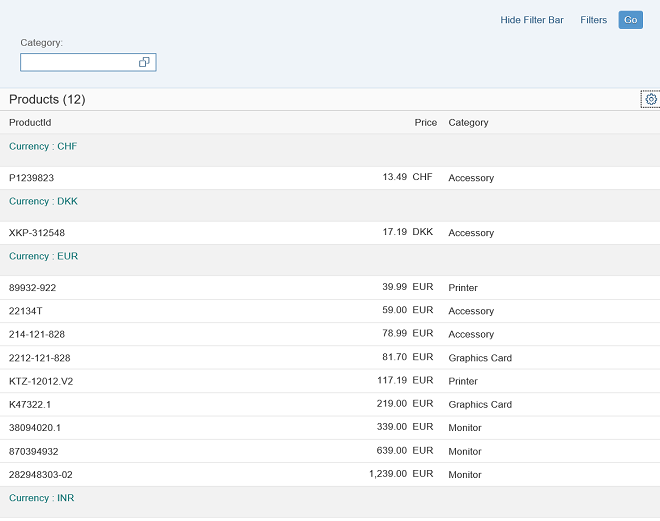 Hide Filter Bar Filters Go
Category:
Products (12)
ProductId Price Category
Currency : CHF
P1239823 13.49 CHF Accessory
Currency : DKK
XKP-312548 17.19 DKK Accessory
Currency : EUR
89932-922 39.99 EUR Printer
22134T 59.00 EUR Accessory
214-121-828 78.99 EUR Accessory
2212-121-828 81.70 EUR Graphics Card
KTZ-12012.V2 117.19 EUR Printer
K47322.1 219.00 EUR Graphics Card
38094020.1 339.00 EUR Monitor
870394932 639.00 EUR Monitor
282948303-02 1,239.00 EUR Monitor
Currency : INR